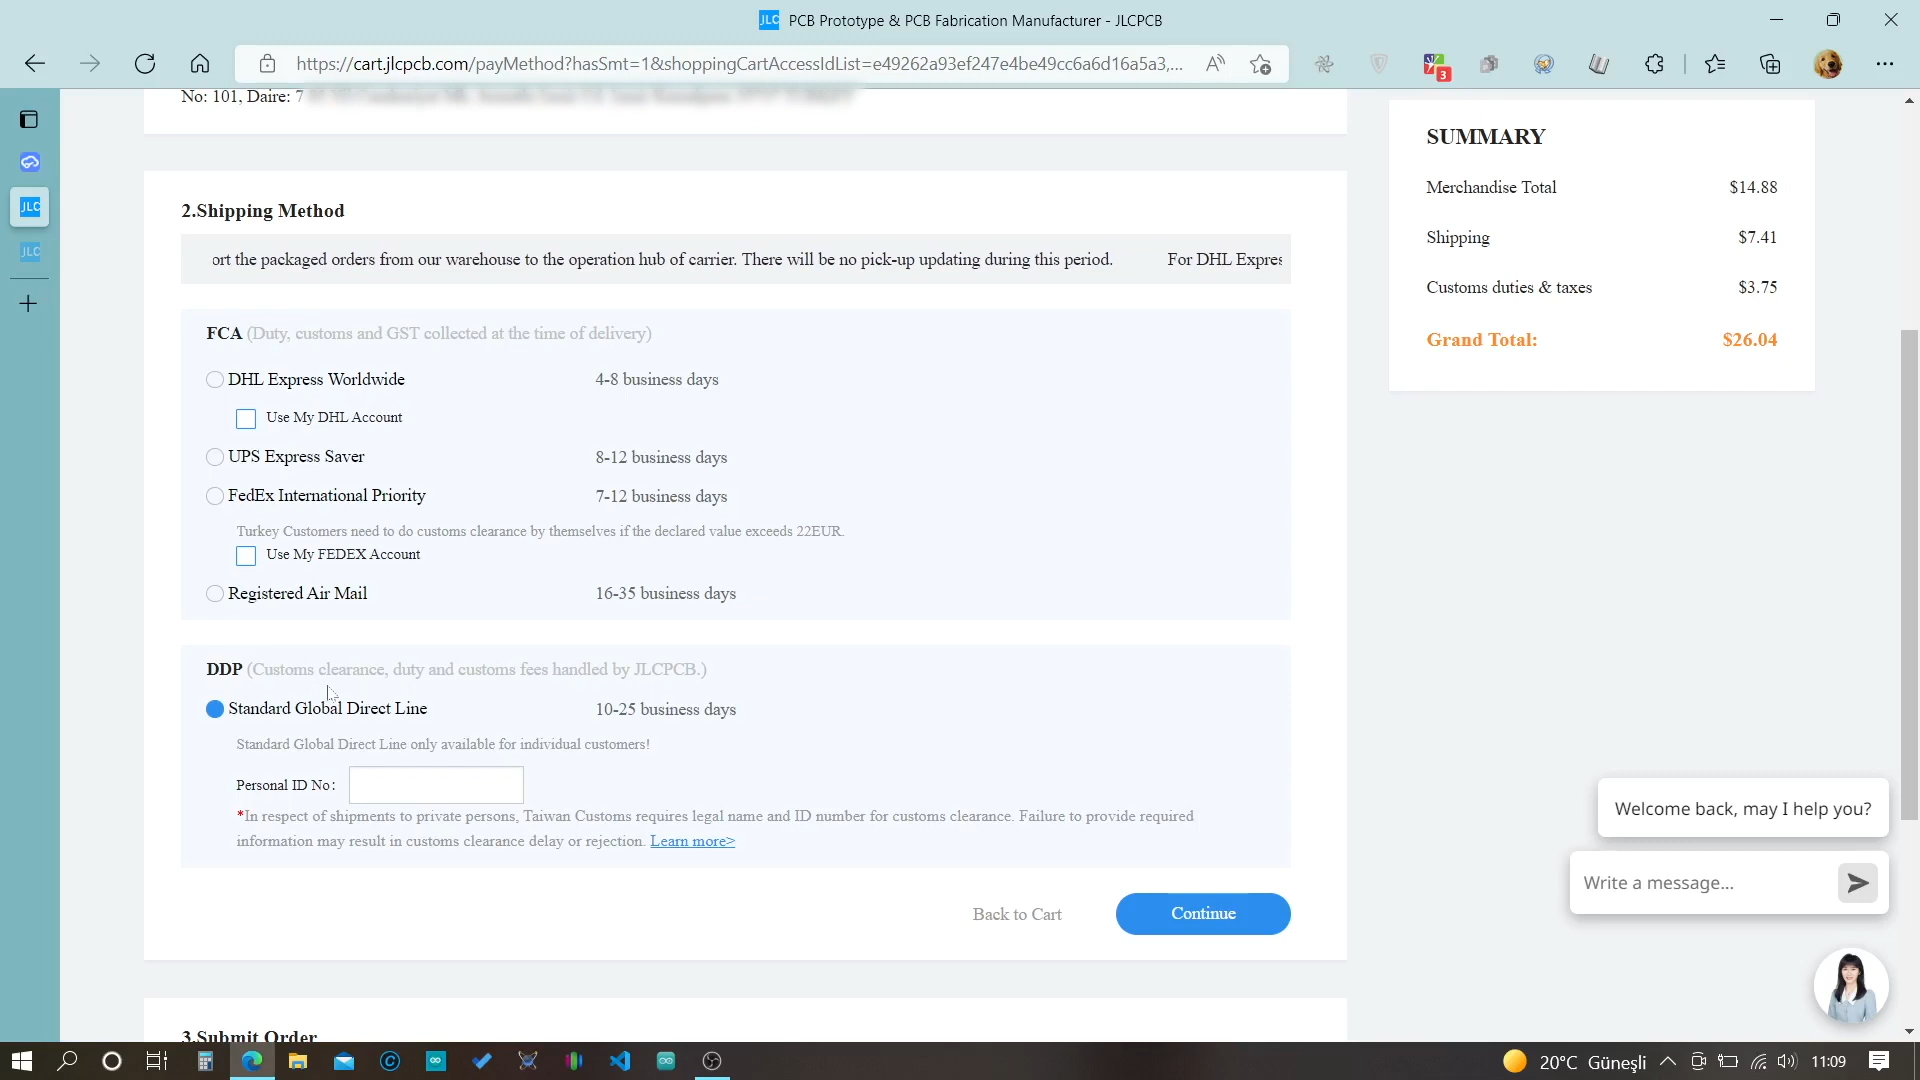 JLC PCB Prototype & PCB Fabrication Manufacturer - JLCPCB
https://cart.jlcpcb.com/payMethod?hasSmt=1&shoppingCartAccessIdList=e49262a93ef247e4be49cc6a6d16a5a3,...
3
No: 101, Daire: 7
JLC
JLC
2.Shipping Method
ort the packaged orders from our warehouse to the operation hub of carrier. There will be no pick-up updating during this period. For DHL Expres
FCA (Duty, customs and GST collected at the time of delivery)
DHL Express Worldwide 4-8 business days
Use My DHL Account
UPS Express Saver 8-12 business days
FedEx International Priority 7-12 business days
Turkey Customers need to do customs clearance by themselves if the declared value exceeds 22EUR.
Use My FEDEX Account
Registered Air Mail 16-35 business days
DDP (Customs clearance, duty and customs fees handled by JLCPCB.)
Standard Global Direct Line 10-25 business days
Standard Global Direct Line only available for individual customers!
Personal ID No:
*In respect of shipments to private persons, Taiwan Customs requires legal name and ID number for customs clearance. Failure to provide required
information may result in customs clearance delay or rejection. Learn more>
Back to Cart Continue
3.Submit Order
SUMMARY
Merchandise Total $14.88
Shipping $7.41
Customs duties & taxes $3.75
Grand Total: $26.04
Welcome back, may I help you?
Write a message...
20°C Güneşli 11:09